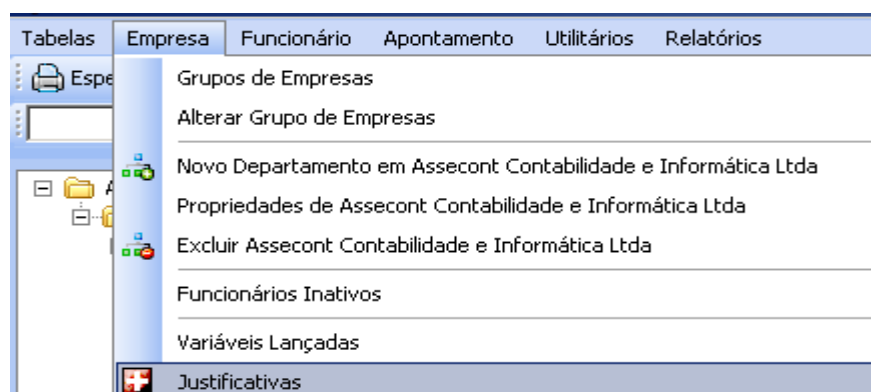 Tabelas Empresa Funcionário Apontamento Utilitários Relatórios
Espe
Grupos de Empresas
Alterar Grupo de Empresas
Novo Departamento em Assecont Contabilidade e Informática Ltda
Propriedades de Assecont Contabilidade e Informática Ltda
Excluir Assecont Contabilidade e Informática Ltda
Funcionários Inativos
Variáveis Lançadas
Justificativas